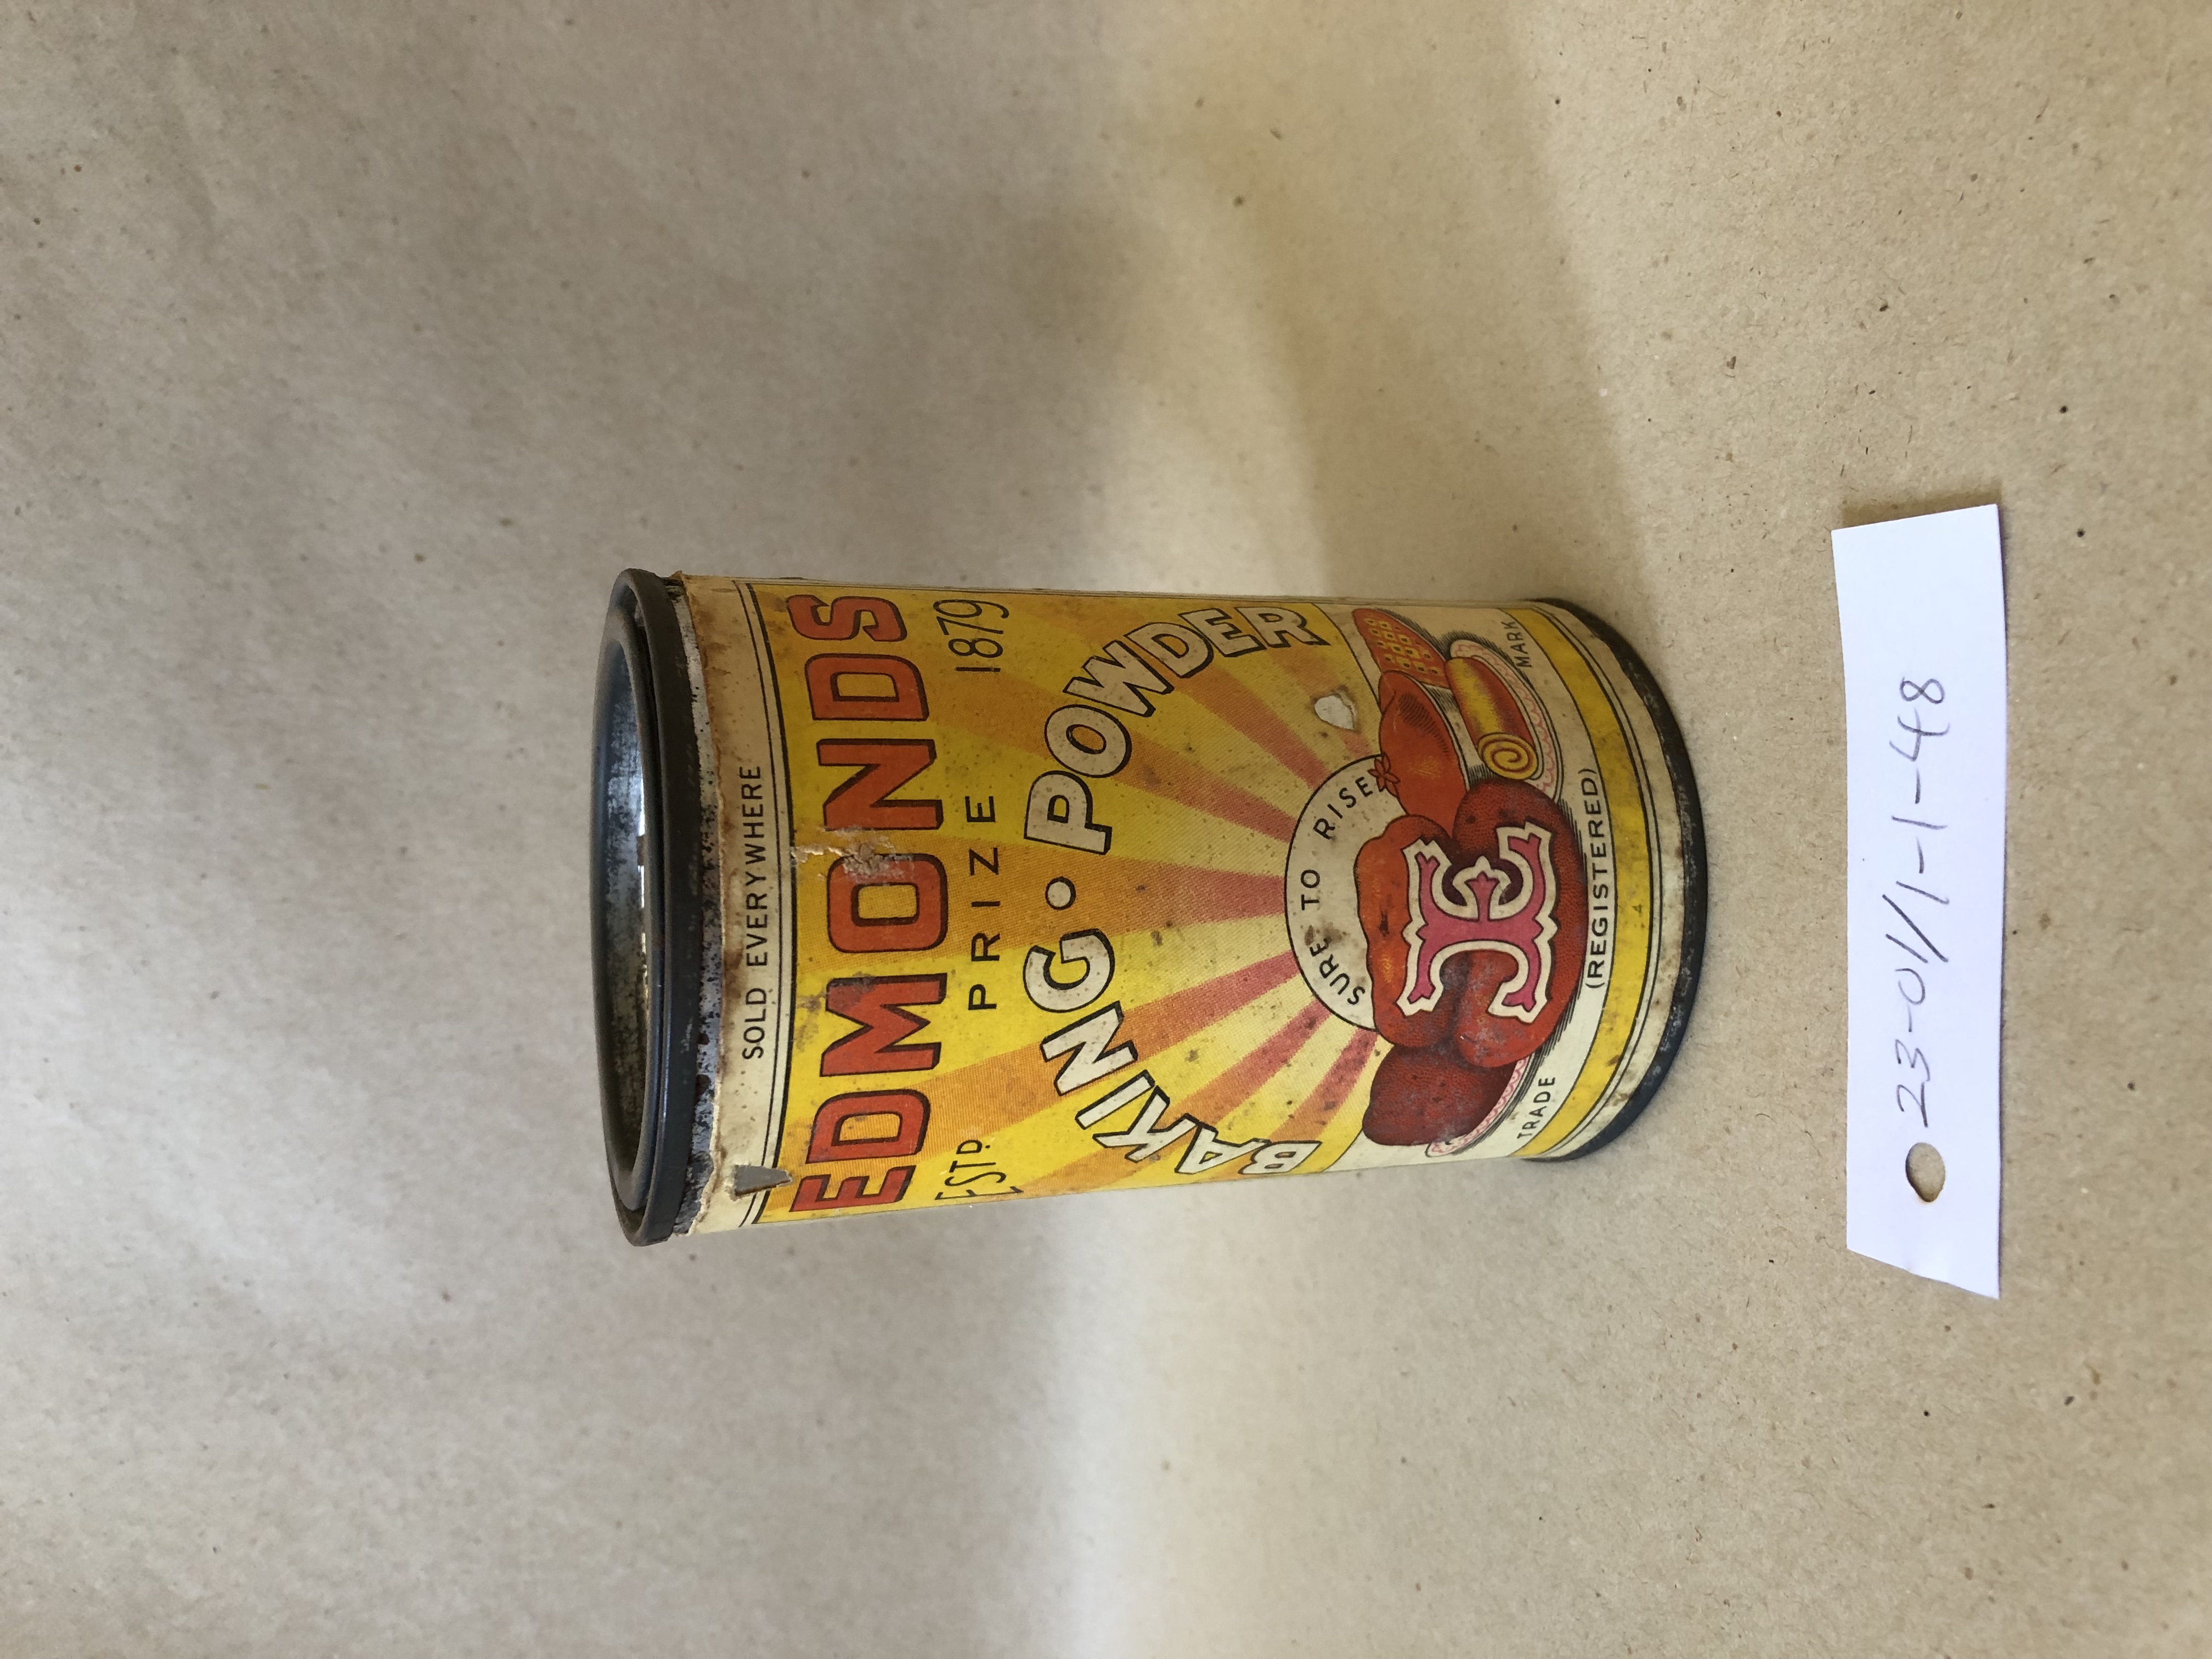 SOLD EVERYWHERE
EDMONDS
ESTD PRIZE 1879
BAKING • POWDER
SURE TO RISE
E
TRADE MARK
(REGISTERED)
23-01/1-1-48